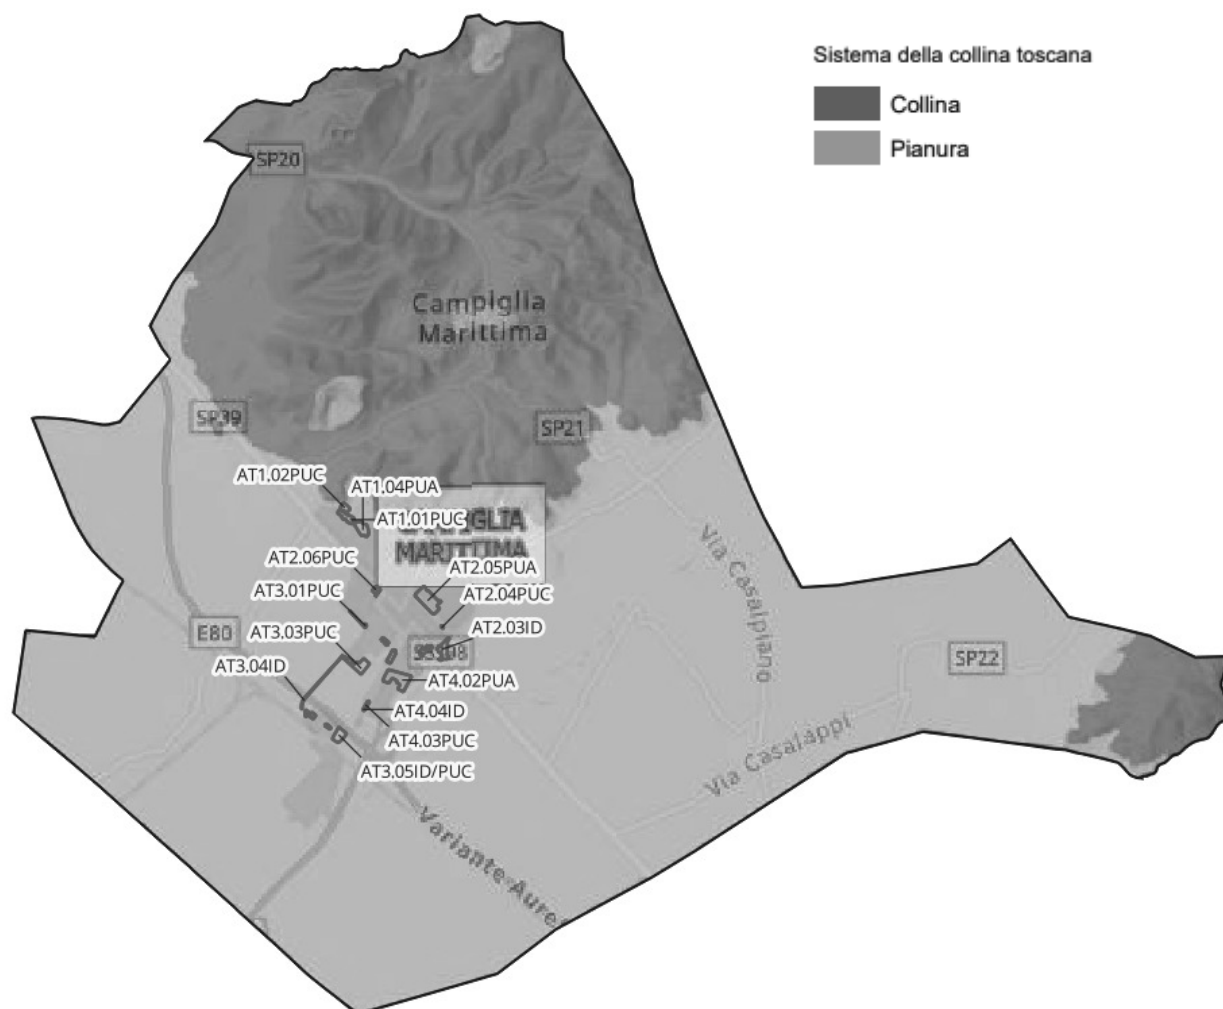 Sistema della collina toscana
Collina
Pianura
SP20
Campiglia
Marittima
SP39
SP21
AT1.02PUC
AT1.04PUA
AT1.01PUC
MARITTIMA
AT2.06PUC
AT2.05PUA
AT3.01PUC
AT2.04PUC
AT3.03PUC
AT2.03ID
E80
AT3.04ID
AT4.02PUA
AT4.04ID
AT4.03PUC
AT3.05ID/PUC
Via Casalpiano
SP22
Via Casalappi
Variante Aure